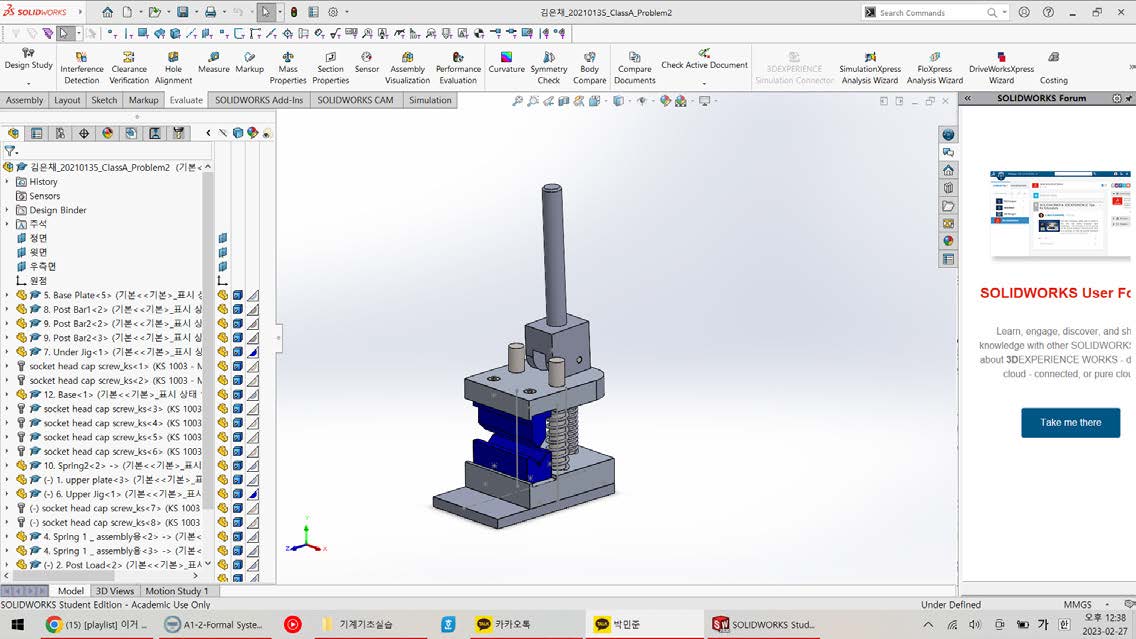 SOLIDWORKS
김은채_20210135_ClassA_Problem2
Search Commands
Design Study
Interference Detection
Clearance Verification
Hole Alignment
Measure
Markup
Mass Properties
Section Properties
Sensor
Assembly Visualization
Performance Evaluation
Curvature
Symmetry Check
Body Compare
Compare Documents
Check Active Document
3DEXPERIENCE Simulation Connector
SimulationXpress Analysis Wizard
FloXpress Analysis Wizard
DriveWorksXpress Wizard
Costing
Assembly
Layout
Sketch
Markup
Evaluate
SOLIDWORKS Add-Ins
SOLIDWORKS CAM
Simulation
SOLIDWORKS Forum
김은채_20210135_ClassA_Problem2 (기본<
History
Sensors
Design Binder
주석
정면
윗면
우측면
원점
5. Base Plate<5> (기본<<기본>_표시 상
8. Post Bar1<2> (기본<<기본>_표시 상
9. Post Bar2<2> (기본<<기본>_표시 상
9. Post Bar2<3> (기본<<기본>_표시 상
7. Under Jig<1> (기본<<기본>_표시 상
socket head cap screw_ks<1> (KS 1003 - M
socket head cap screw_ks<2> (KS 1003 - M
12. Base<1> (기본<<기본>_표시 상태
socket head cap screw_ks<3> (KS 1003
socket head cap screw_ks<4> (KS 1003
socket head cap screw_ks<5> (KS 1003
socket head cap screw_ks<6> (KS 1003
10. Spring2<2> -> (기본<<기본>_표시
(-) 1. upper plate<3> (기본<<기본>_표
(-) 6. Upper Jig<1> (기본<<기본>_표시
(-) socket head cap screw_ks<7> (KS 1003
(-) socket head cap screw_ks<8> (KS 1003
4. Spring 1 _ assembly용<2> -> (기본<
4. Spring 1 _ assembly용<3> -> (기본<
(-) 2. Post Load<2> (기본<<기본>_표시
SOLIDWORKS User Fo
Learn, engage, discover, and sh
knowledge with other SOLIDWORKS
about 3DEXPERIENCE WORKS - d
cloud - connected, or pure clou
Take me there
Y
Z
X
Model
3D Views
Motion Study 1
SOLIDWORKS Student Edition - Academic Use Only
Under Defined
MMGS
(15) [playlist] 이거 ...
A1-2-Formal Syste...
기계기초실습
카카오톡
박민준
SOLIDWORKS Stud...
가
한
오후 12:38
2023-02-27